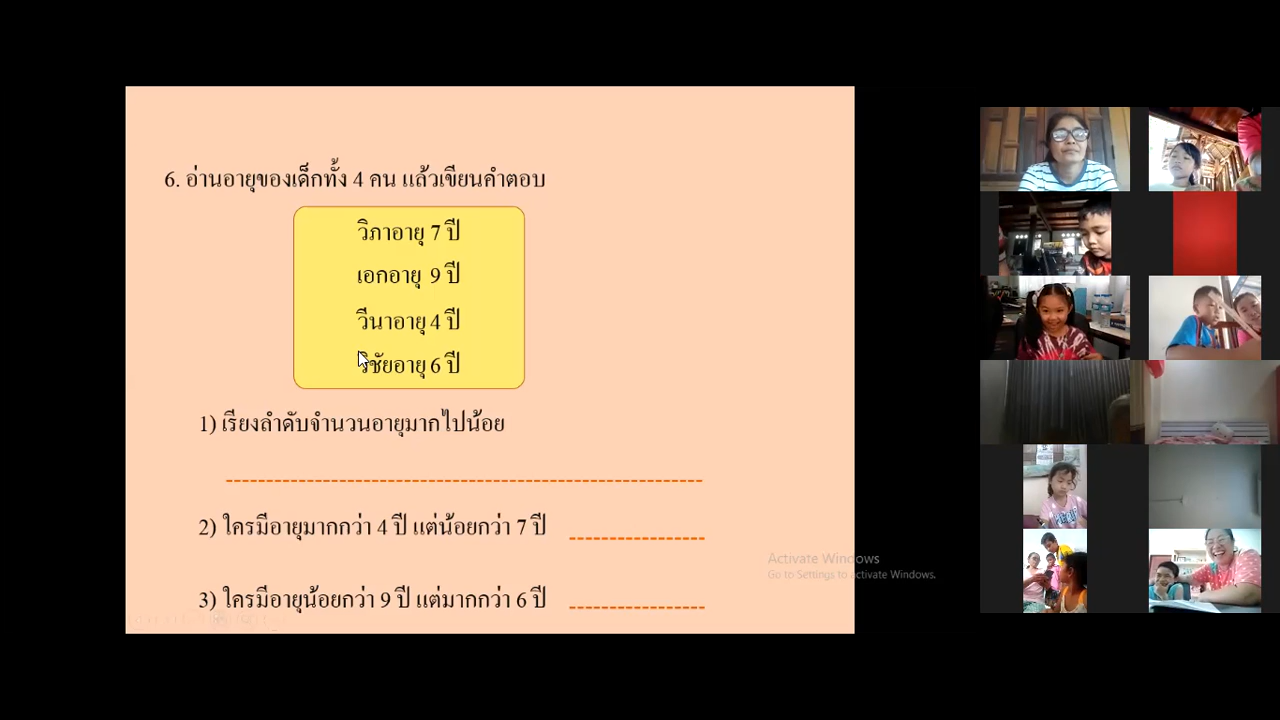 6. อ่านอายุของเด็กทั้ง 4 คน แล้วเขียนคำตอบ
วิภาอายุ 7 ปี
เอกอายุ 9 ปี
วีนาอายุ 4 ปี
วิชัยอายุ 6 ปี
1) เรียงลำดับจำนวนอายุมากไปน้อย
2) ใครมีอายุมากกว่า 4 ปี แต่น้อยกว่า 7 ปี
3) ใครมีอายุน้อยกว่า 9 ปี แต่มากกว่า 6 ปี
Activate Windows
Go to Settings to activate Windows.